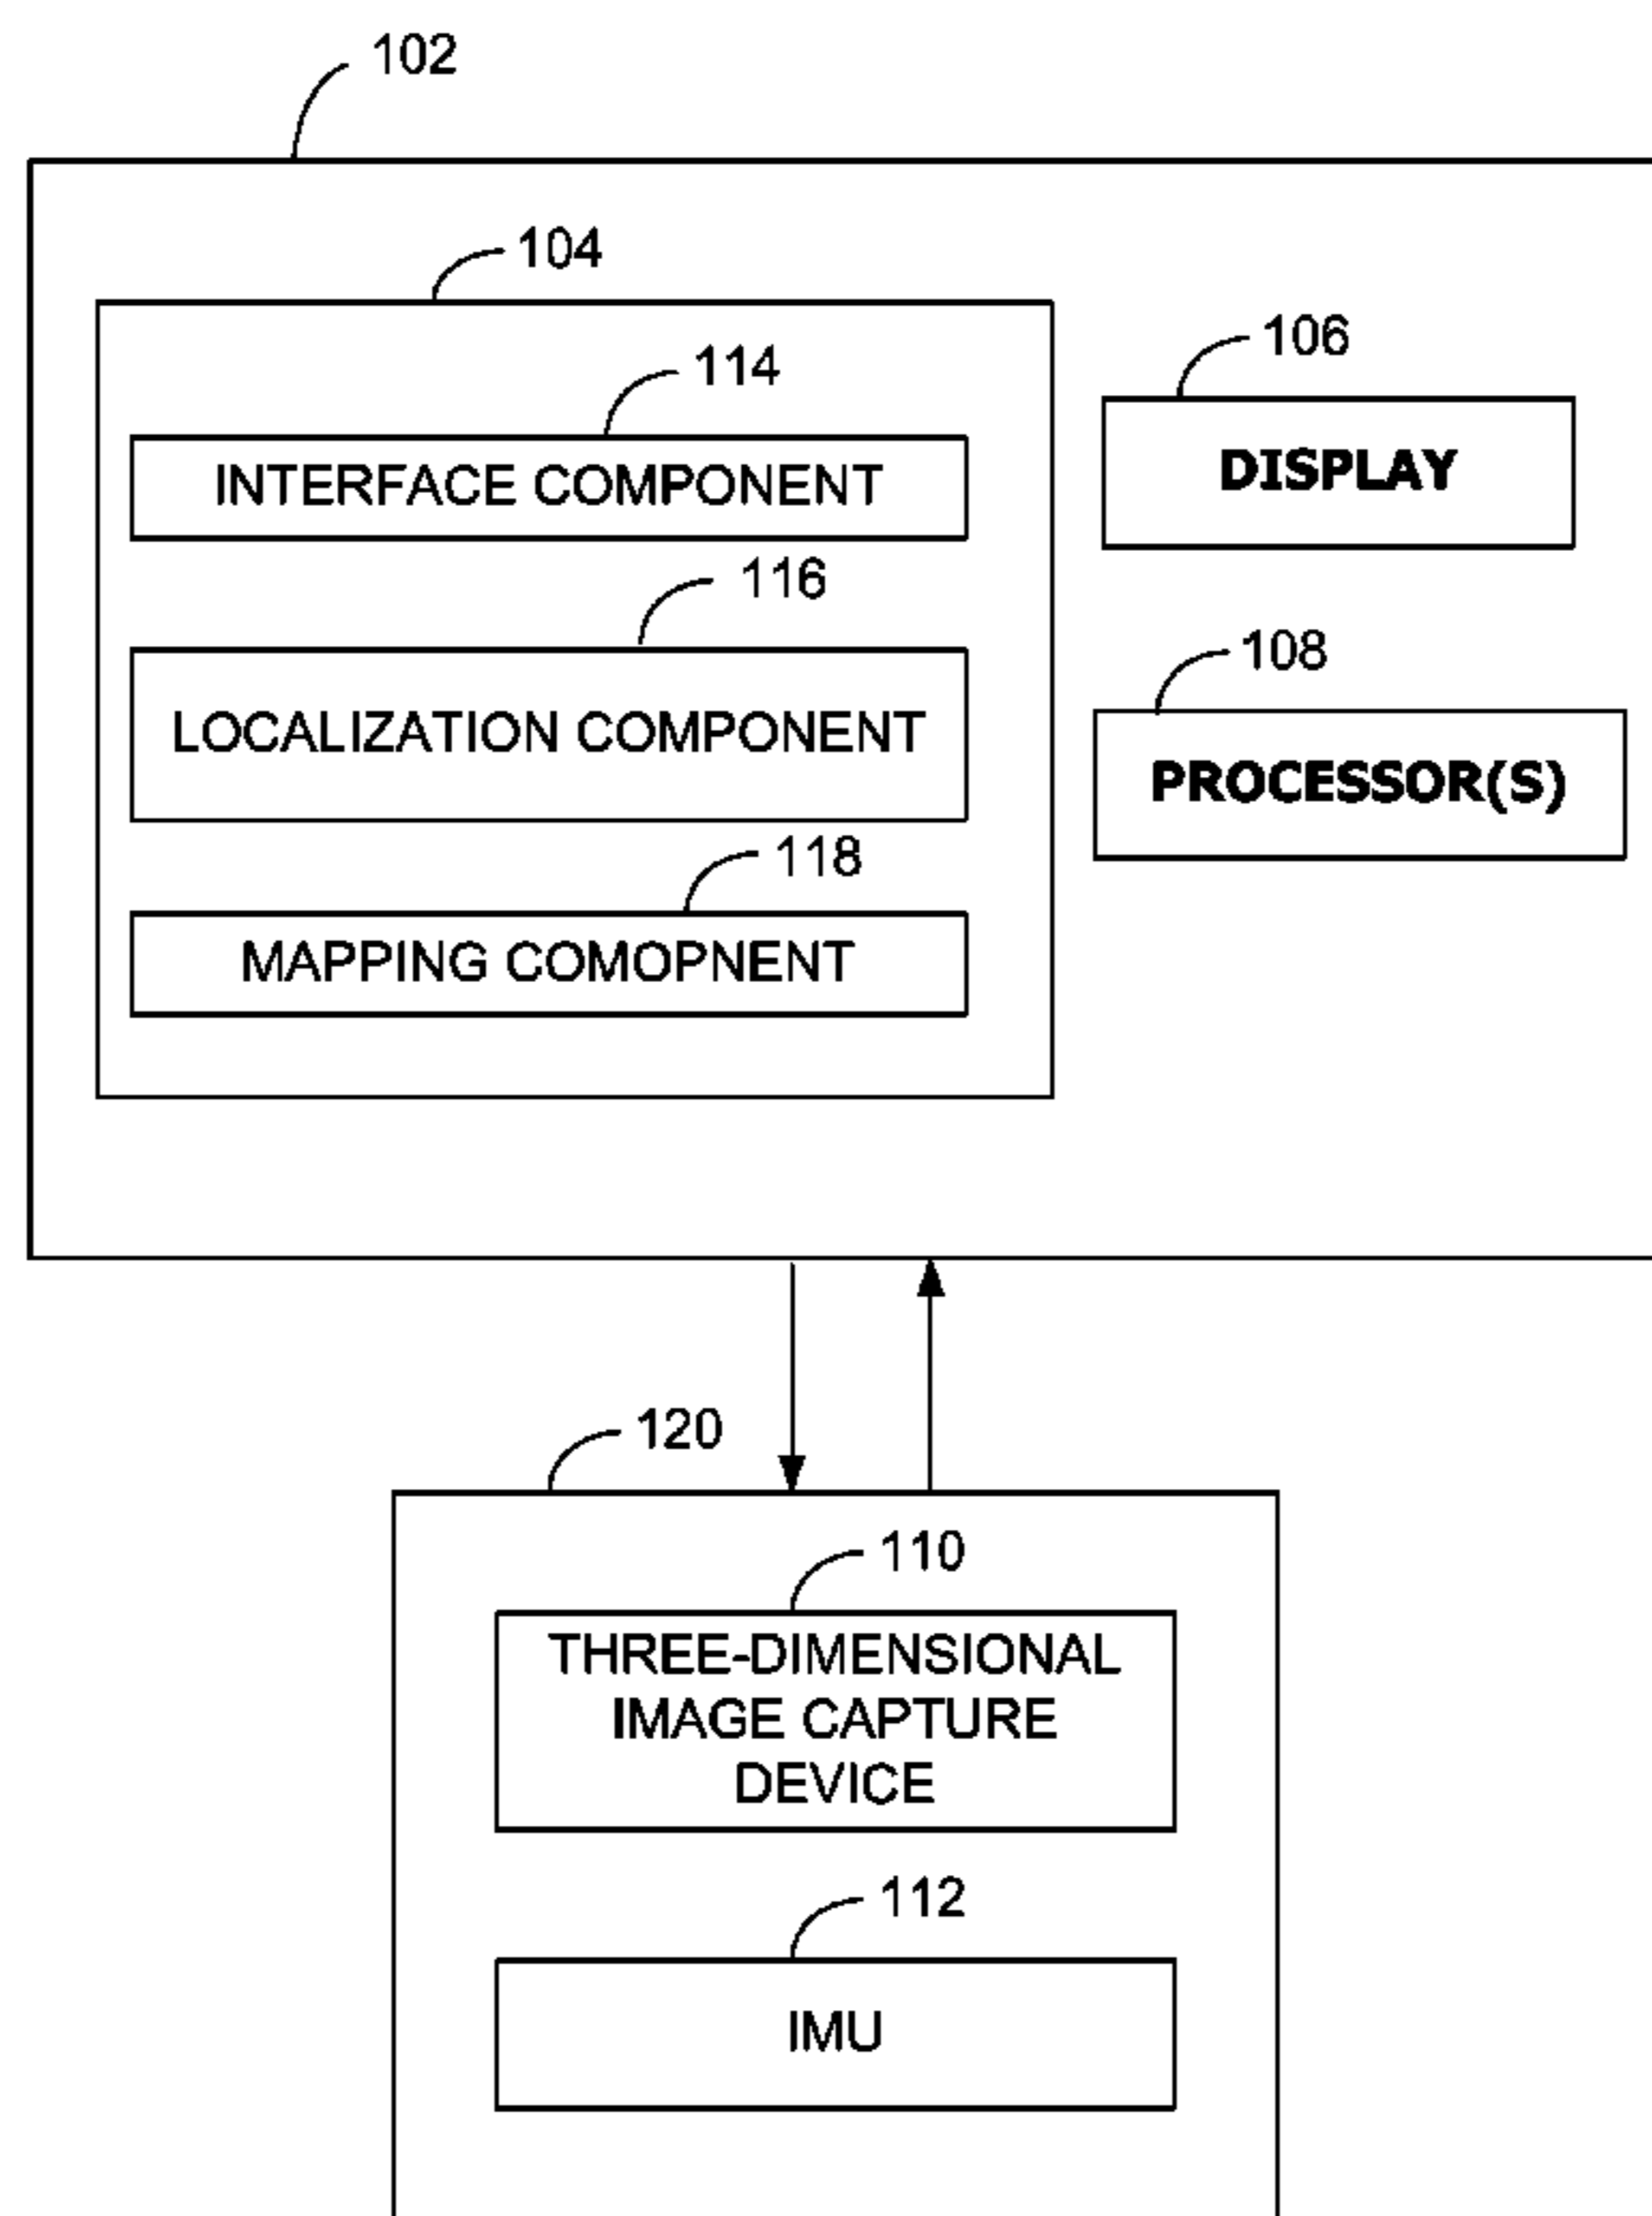 102
104
114
INTERFACE COMPONENT
116
LOCALIZATION COMPONENT
118
MAPPING COMOPNENT
106
DISPLAY
108
PROCESSOR(S)
120
110
THREE-DIMENSIONAL
IMAGE CAPTURE
DEVICE
112
IMU